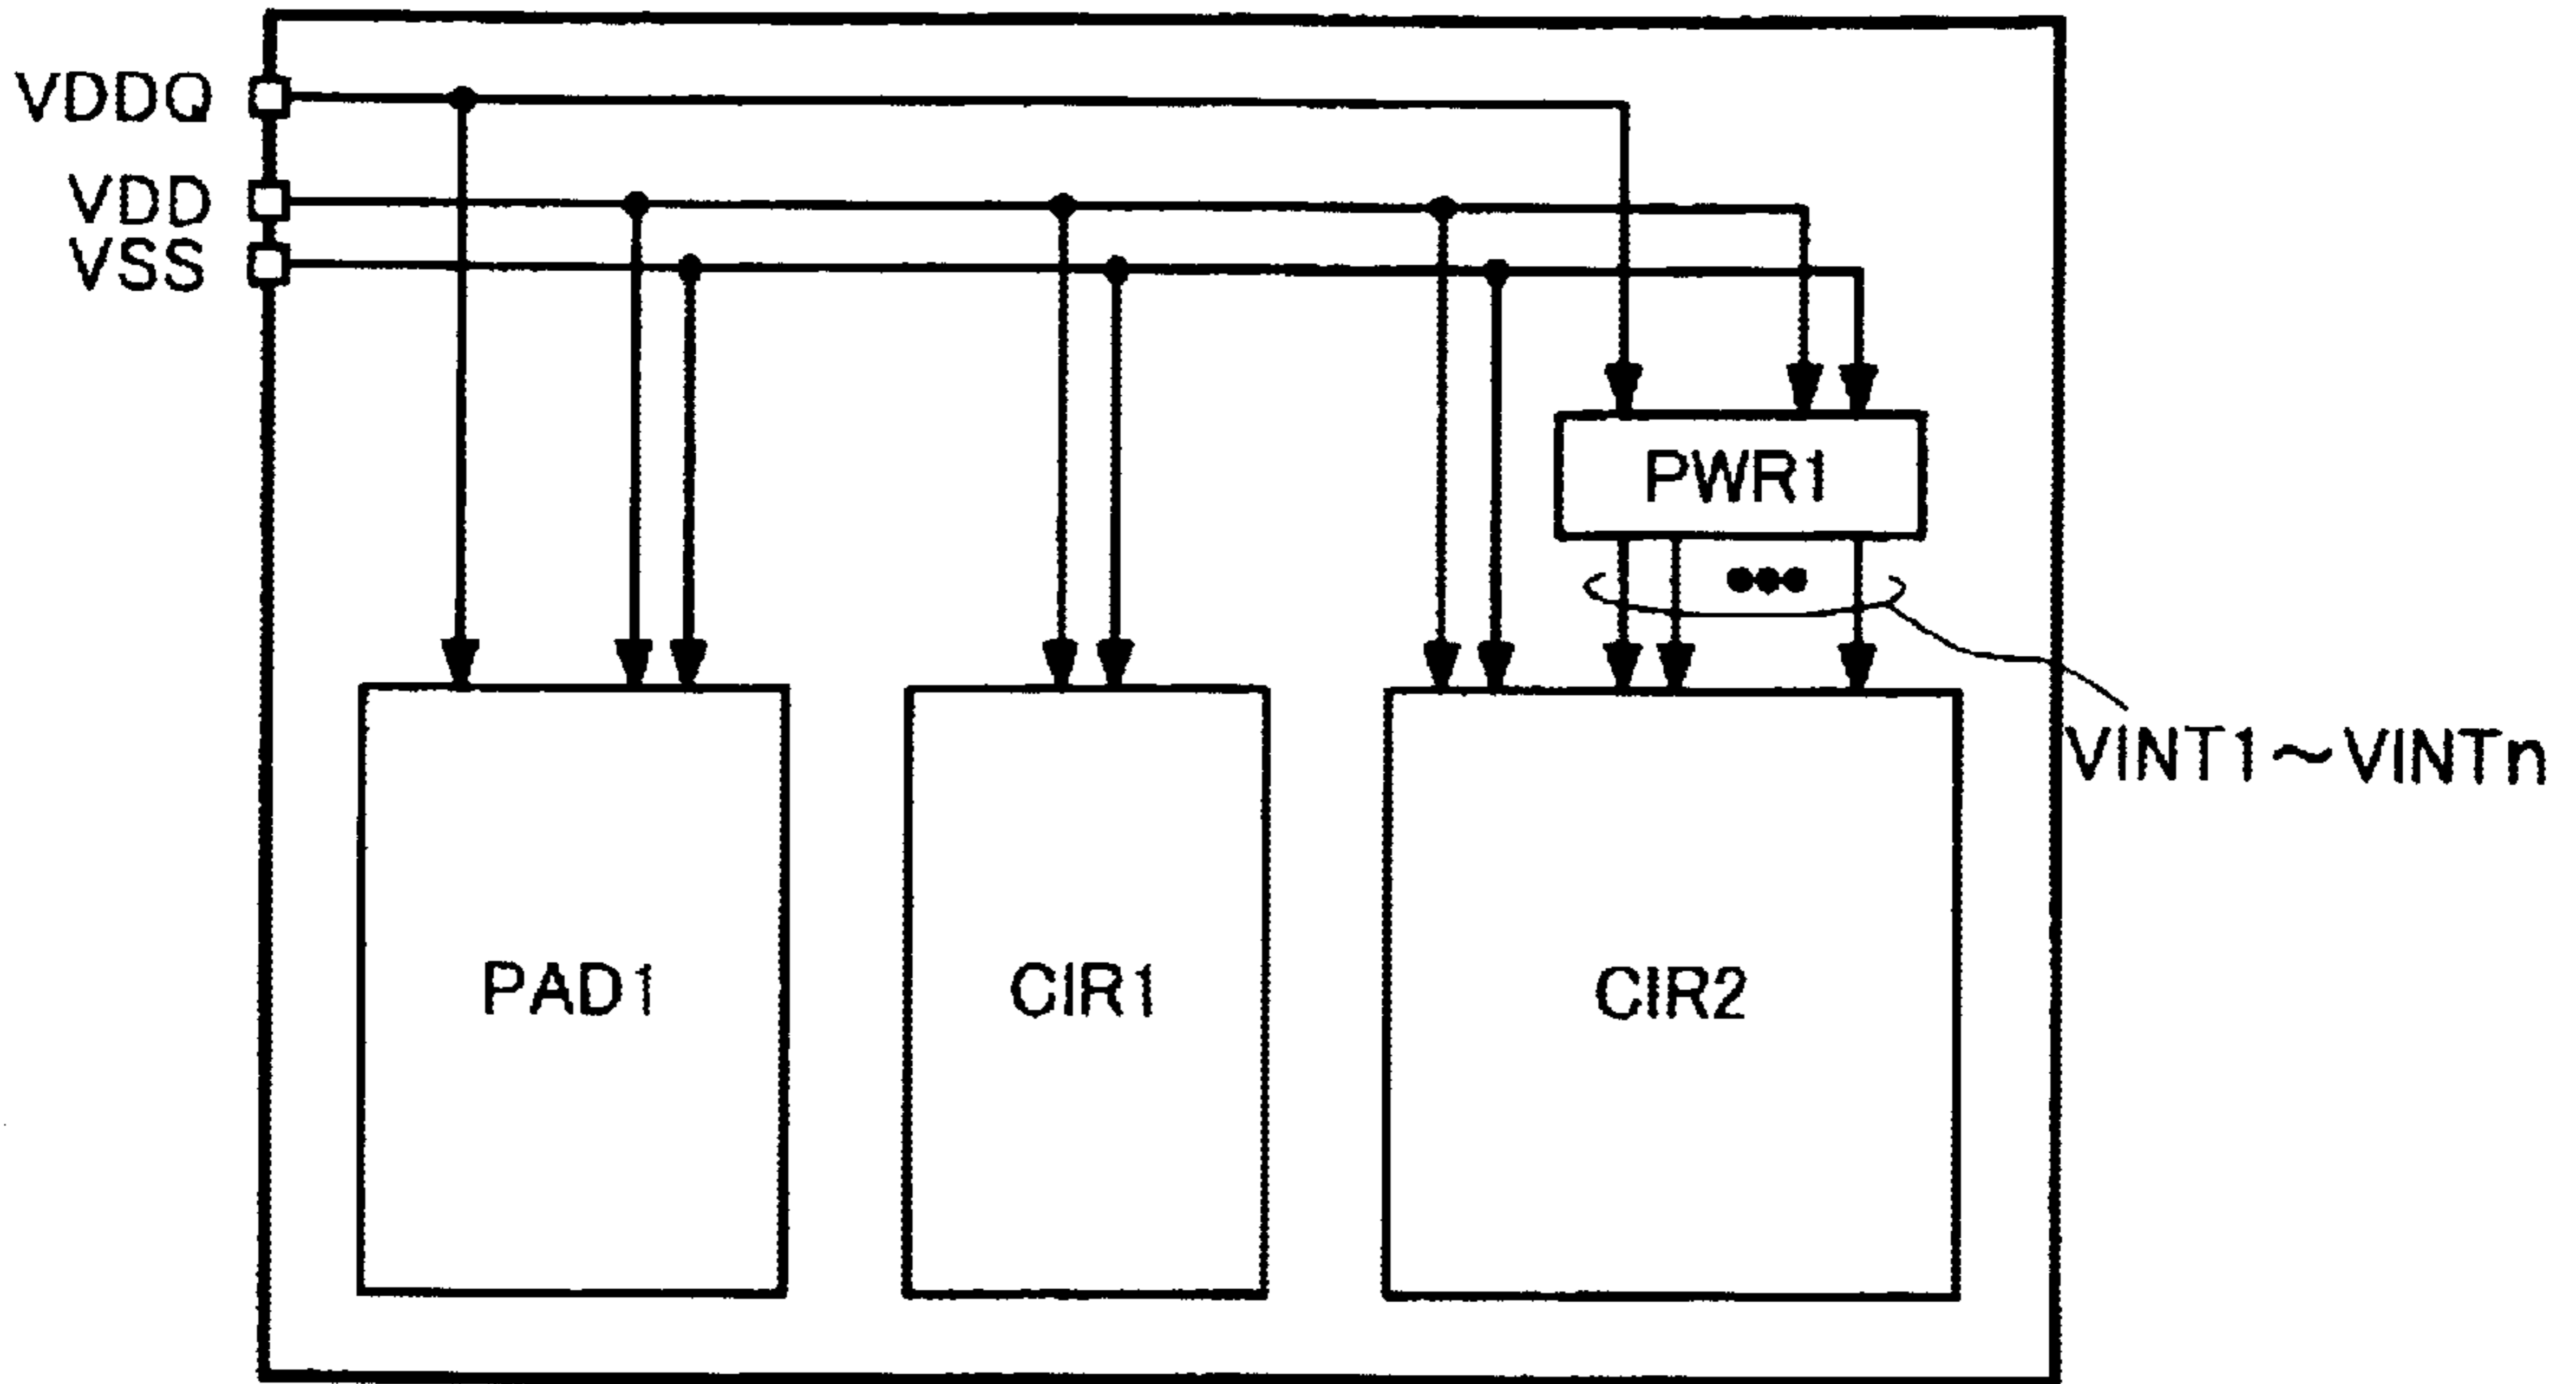 VDDQ
VDD
VSS
PWR1
VINT1～VINTn
PAD1
CIR1
CIR2